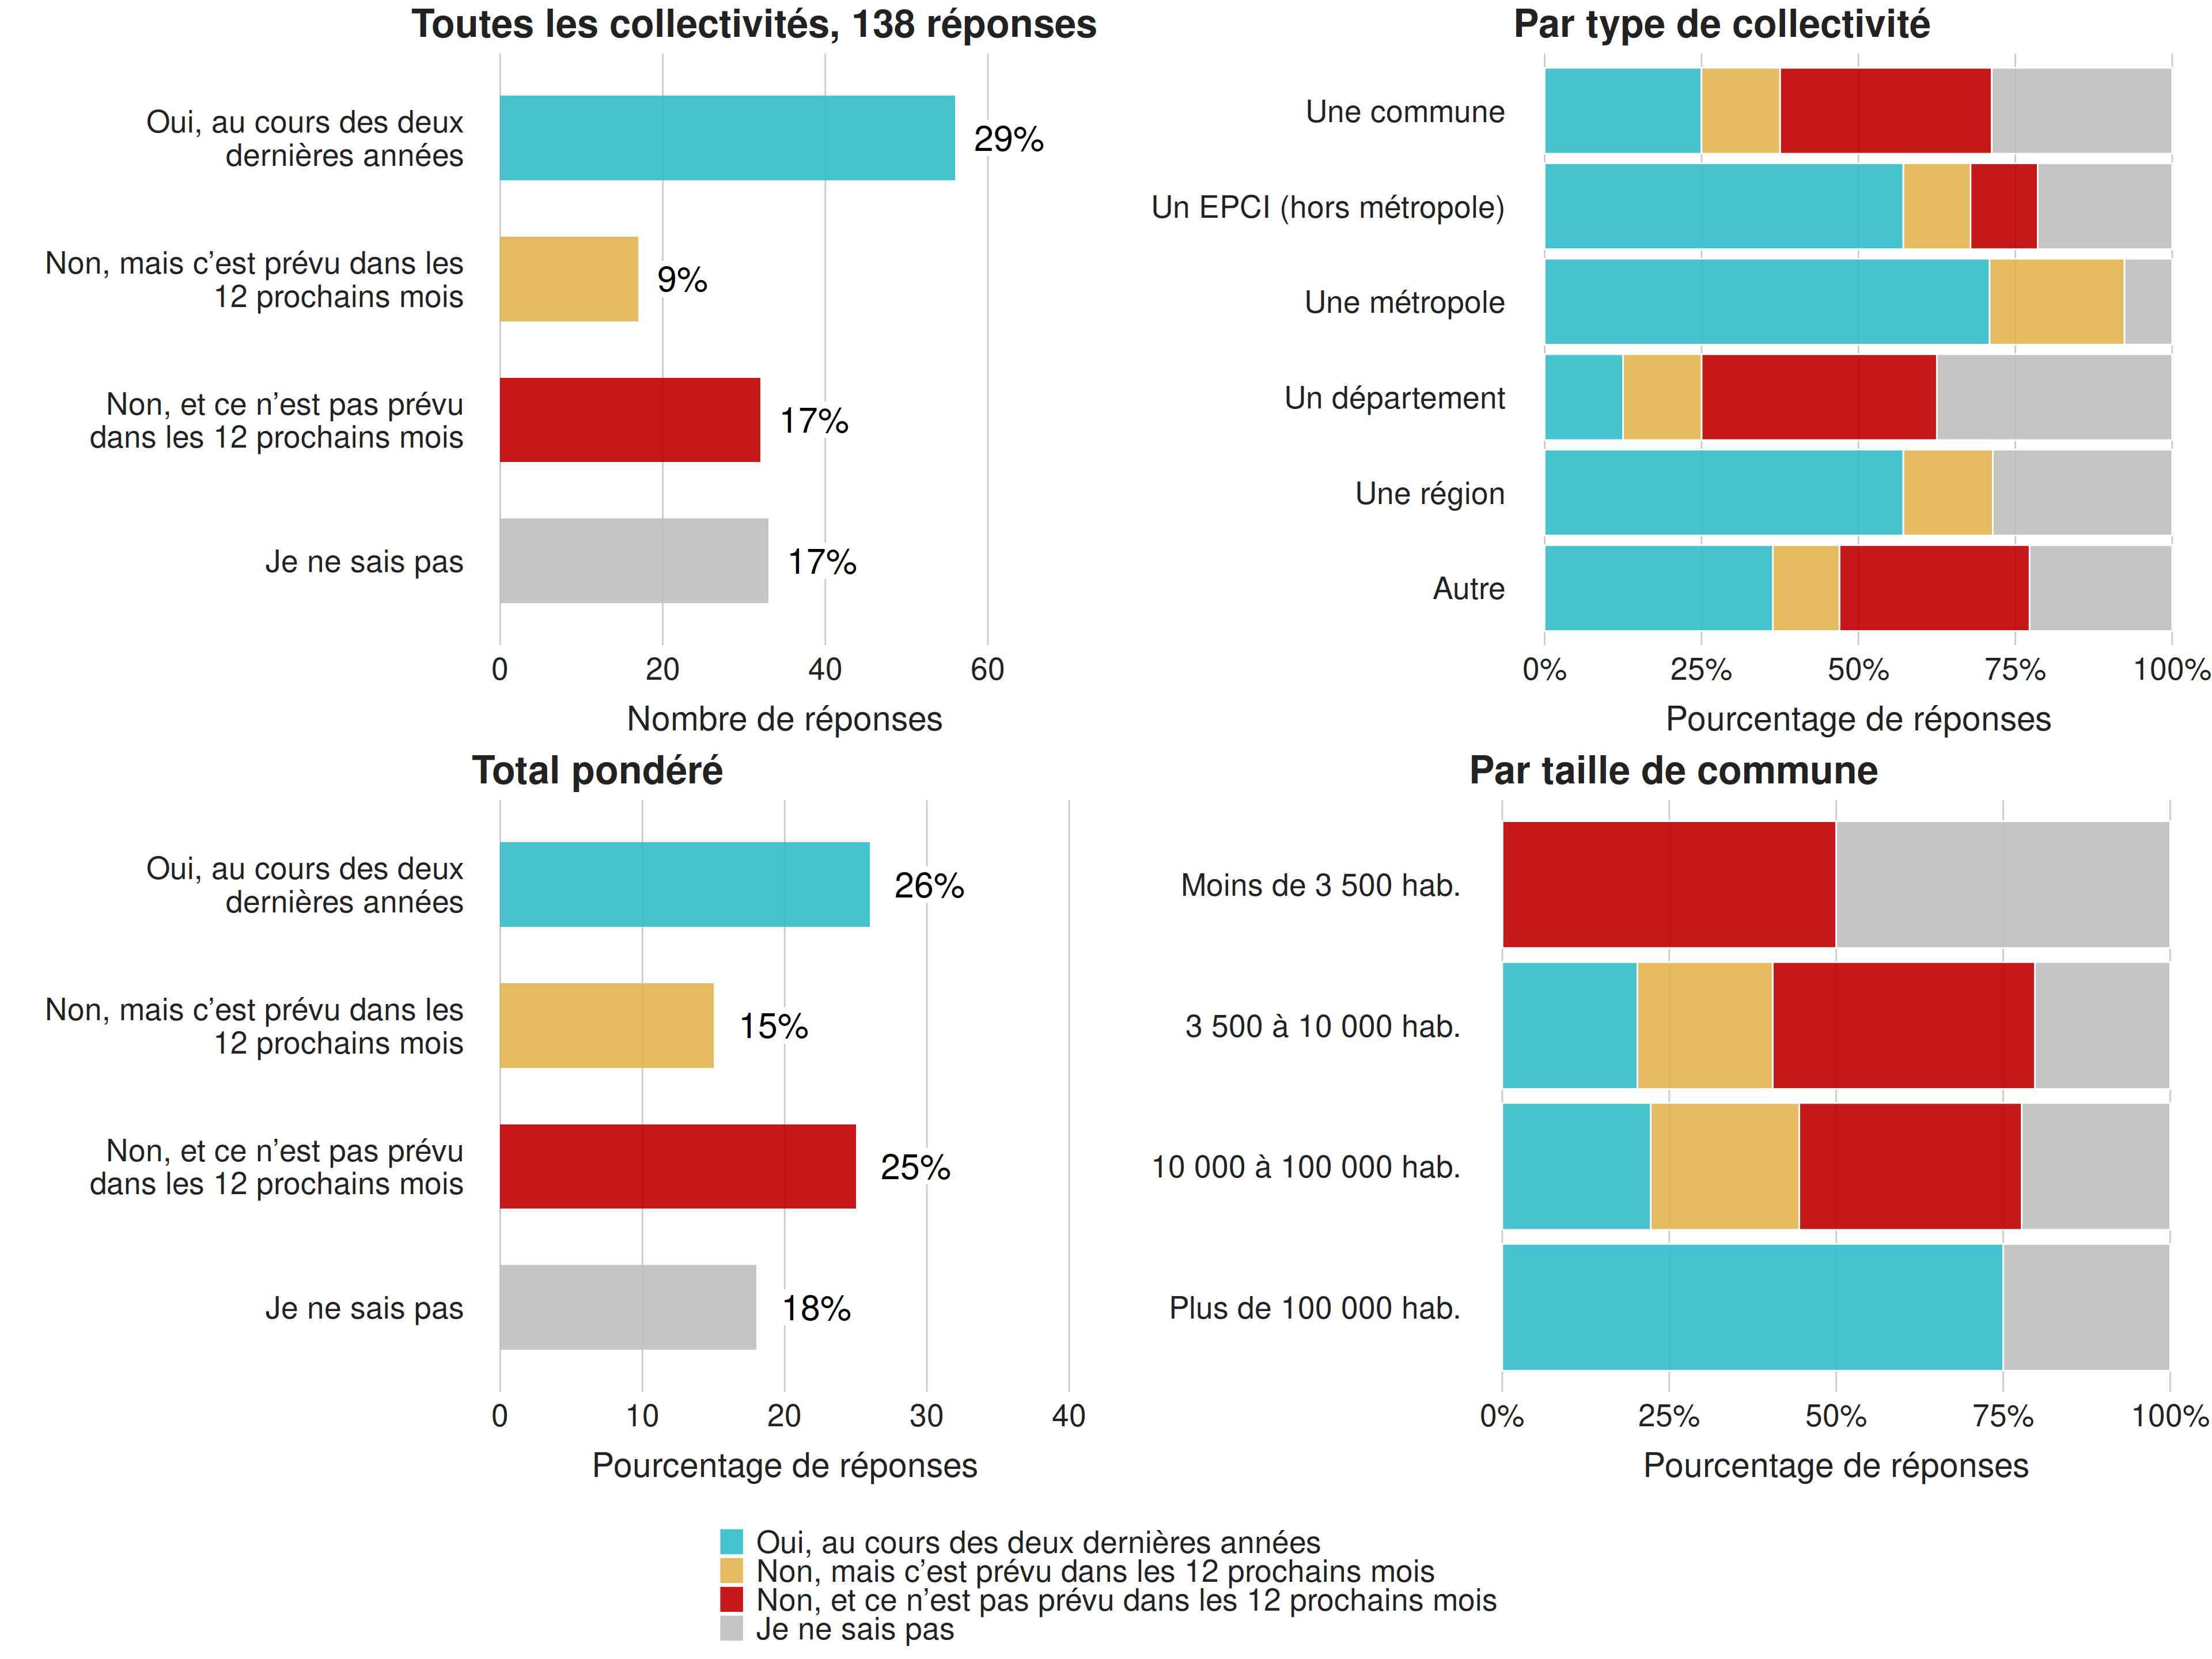 Toutes les collectivités, 138 réponses
Oui, au cours des deux
dernières années
29%
Non, mais c’est prévu dans les
12 prochains mois
9%
Non, et ce n’est pas prévu
dans les 12 prochains mois
17%
Je ne sais pas
17%
0 20 40 60
Nombre de réponses
Par type de collectivité
Une commune
Un EPCI (hors métropole)
Une métropole
Un département
Une région
Autre
0% 25% 50% 75% 100%
Pourcentage de réponses
Total pondéré
Oui, au cours des deux
dernières années
26%
Non, mais c’est prévu dans les
12 prochains mois
15%
Non, et ce n’est pas prévu
dans les 12 prochains mois
25%
Je ne sais pas
18%
0 10 20 30 40
Pourcentage de réponses
Par taille de commune
Moins de 3 500 hab.
3 500 à 10 000 hab.
10 000 à 100 000 hab.
Plus de 100 000 hab.
0% 25% 50% 75% 100%
Pourcentage de réponses
Oui, au cours des deux dernières années
Non, mais c’est prévu dans les 12 prochains mois
Non, et ce n’est pas prévu dans les 12 prochains mois
Je ne sais pas